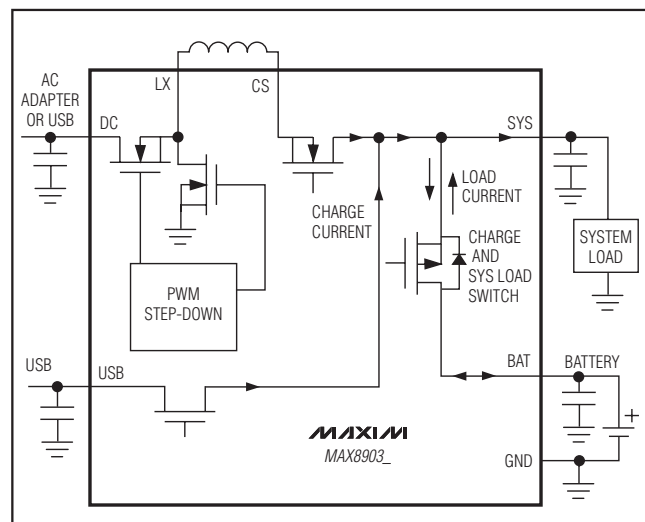 AC
ADAPTER
OR USB
LX
CS
DC
SYS
LOAD
CURRENT
CHARGE
CURRENT
CHARGE
AND
SYS LOAD
SWITCH
SYSTEM
LOAD
PWM
STEP-DOWN
USB
USB
BAT
BATTERY
+
MAXIM
MAX8903_
GND